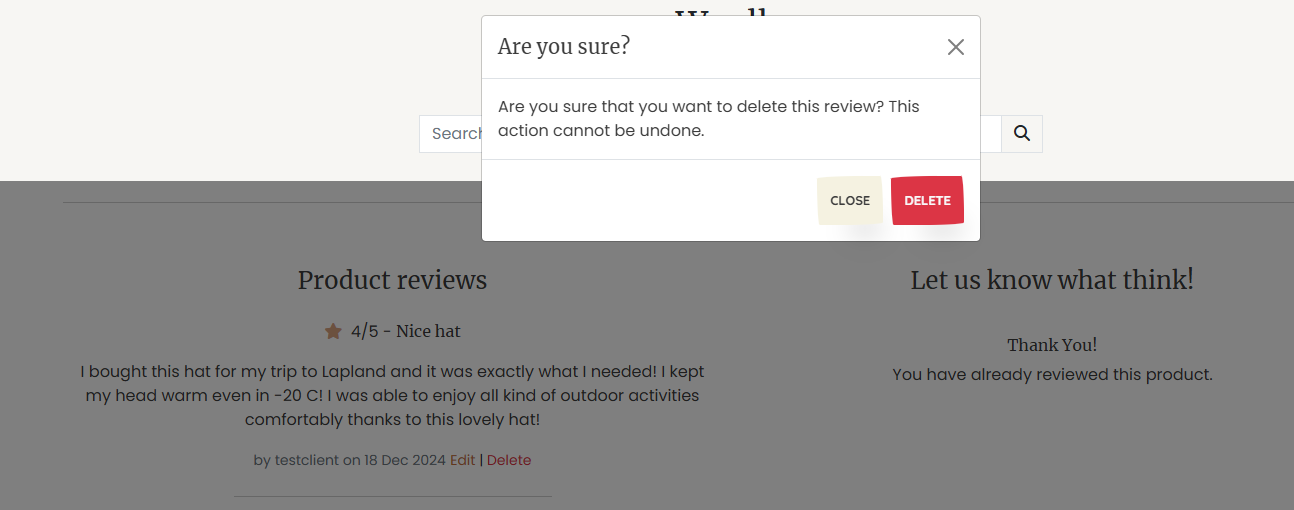 Are you sure?
Are you sure that you want to delete this review? This
action cannot be undone.
Search
CLOSE
DELETE
Product reviews
4/5 - Nice hat
I bought this hat for my trip to Lapland and it was exactly what I needed! I kept
my head warm even in -20 C! I was able to enjoy all kind of outdoor activities
comfortably thanks to this lovely hat!
by testclient on 18 Dec 2024 Edit | Delete
Let us know what think!
Thank You!
You have already reviewed this product.